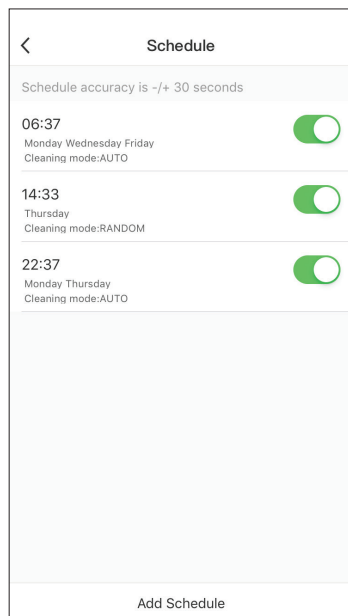 Schedule
Schedule accuracy is -/+ 30 seconds
06:37
Monday Wednesday Friday
Cleaning mode:AUTO
14:33
Thursday
Cleaning mode:RANDOM
22:37
Monday Thursday
Cleaning mode:AUTO
Add Schedule